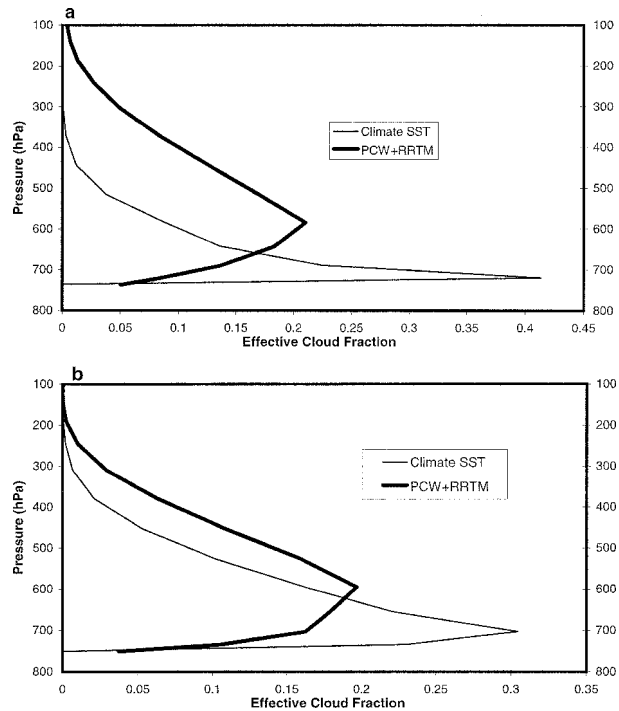 a
100 100
200 200
300 300
400 400
500 500
600 600
700 700
800 800
Pressure (hPa)
Climate SST
PCW+RRTM
0 0.05 0.1 0.15 0.2 0.25 0.3 0.35 0.4 0.45
Effective Cloud Fraction
b
100 100
200 200
300 300
400 400
500 500
600 600
700 700
800 800
Pressure (hPa)
Climate SST
PCW+RRTM
0 0.05 0.1 0.15 0.2 0.25 0.3 0.35
Effective Cloud Fraction